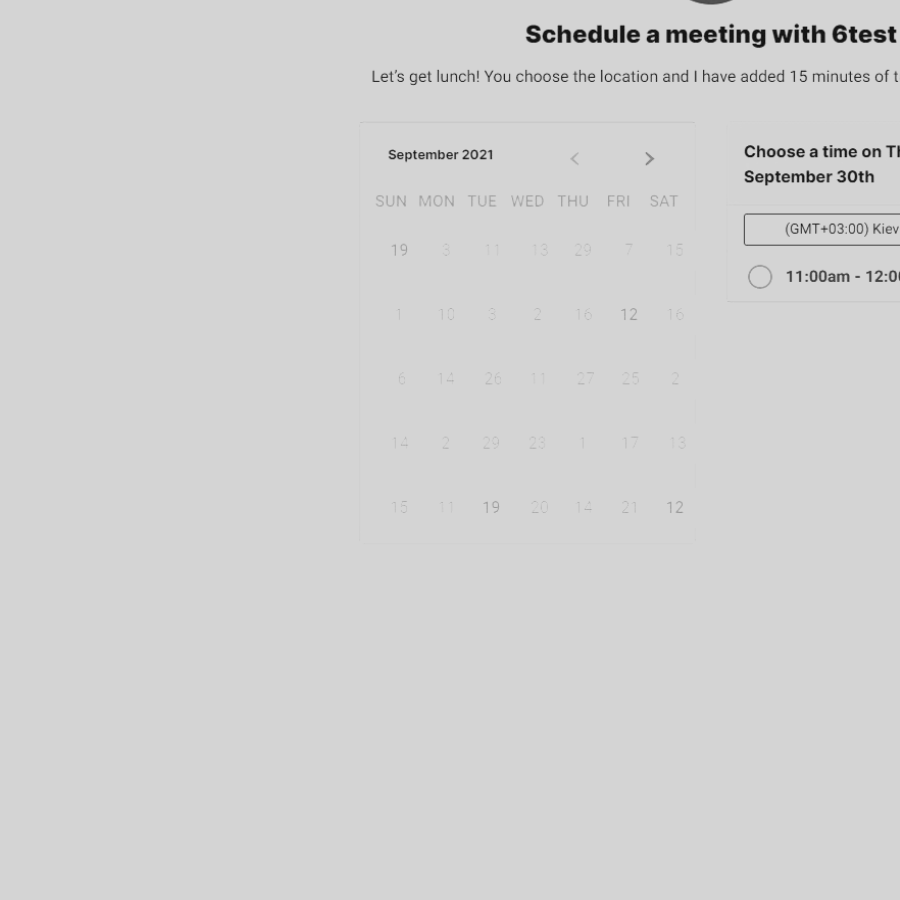 Schedule a meeting with 6test
Let's get lunch! You choose the location and I have added 15 minutes of t
September 2021
SUN MON TUE WED THU FRI SAT
19 3 11 13 29 7 15
1 10 3 2 16 12 16
6 14 26 11 27 25 2
14 2 29 23 1 17 13
15 11 19 20 14 21 12
Choose a time on Th
September 30th
(GMT+03:00) Kiev
11:00am - 12:00